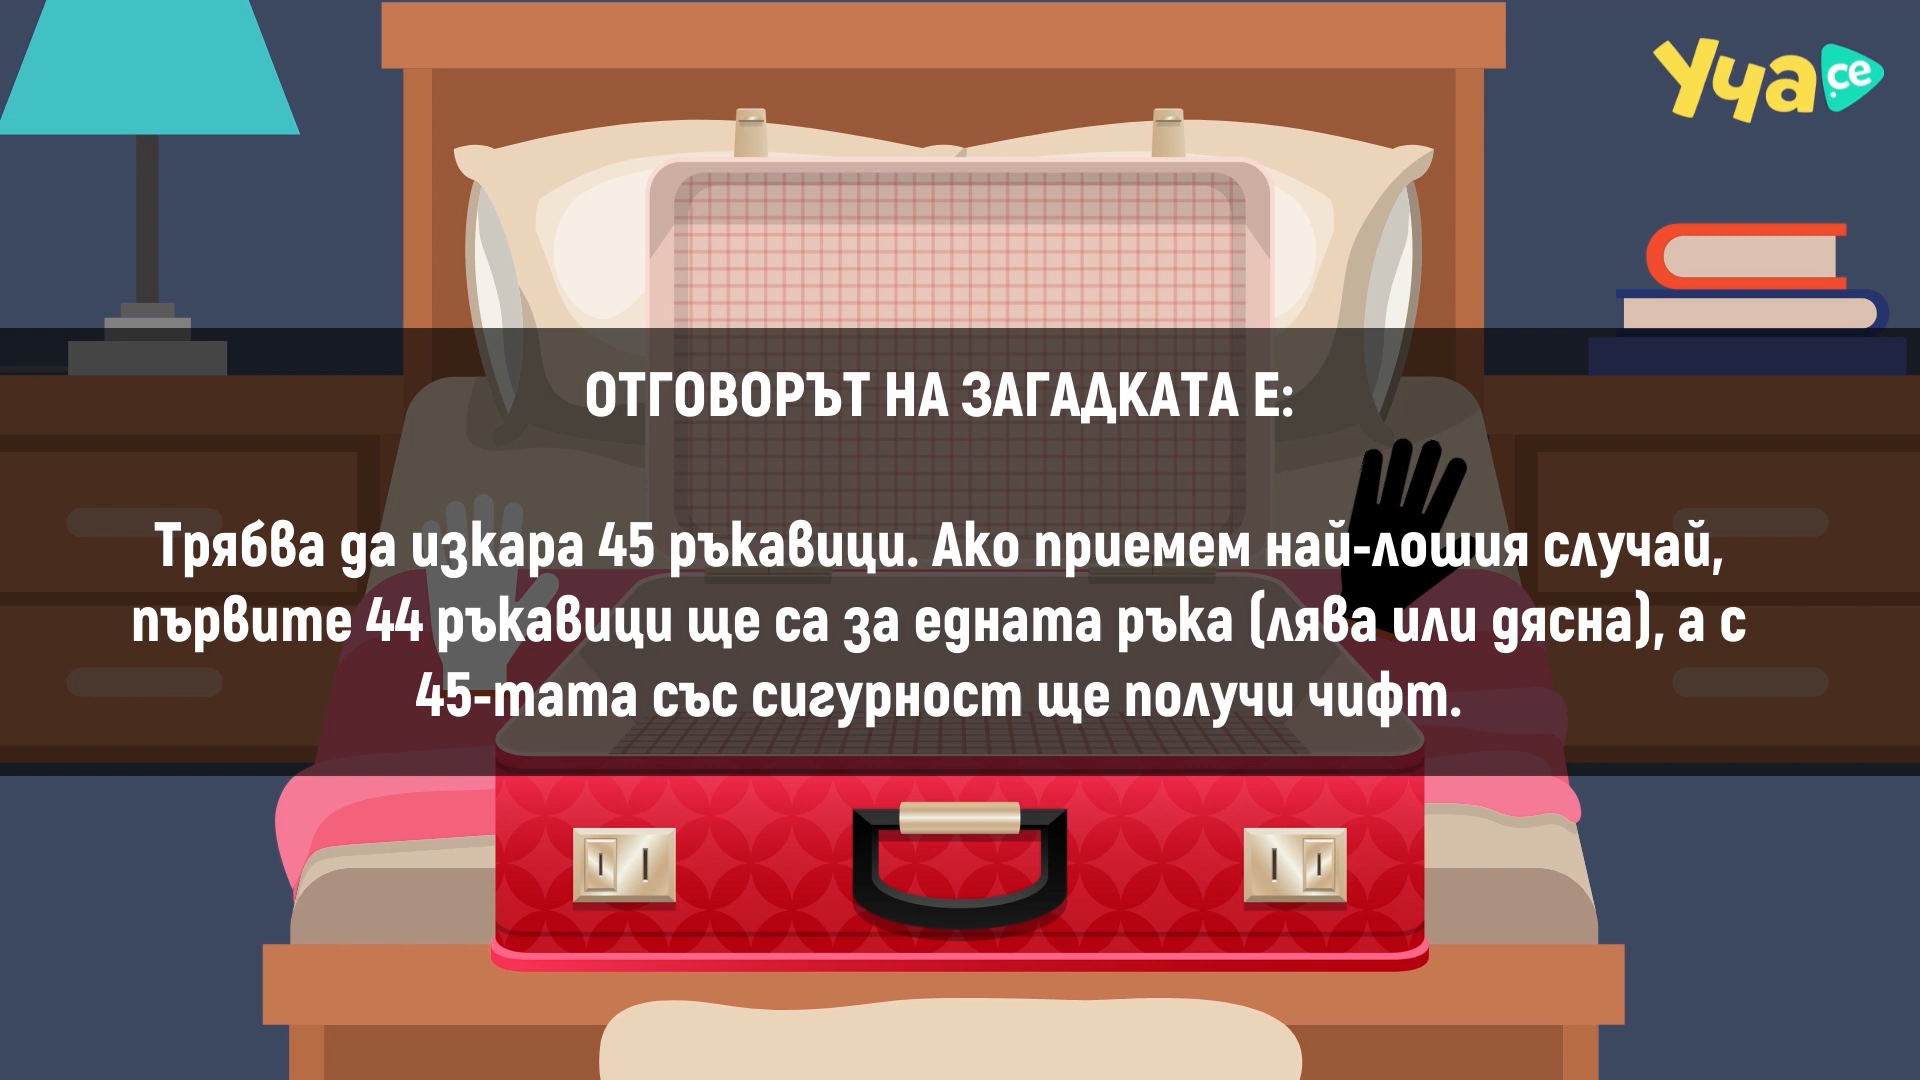 Уча.се
ОТГОВОРЪТ НА ЗАГАДКАТА Е:
Трябва да изкара 45 ръкавици. Ако приемем най-лошия случай,
първите 44 ръкавици ще са за едната ръка (лява или дясна), а с
45-тата със сигурност ще получи чифт.